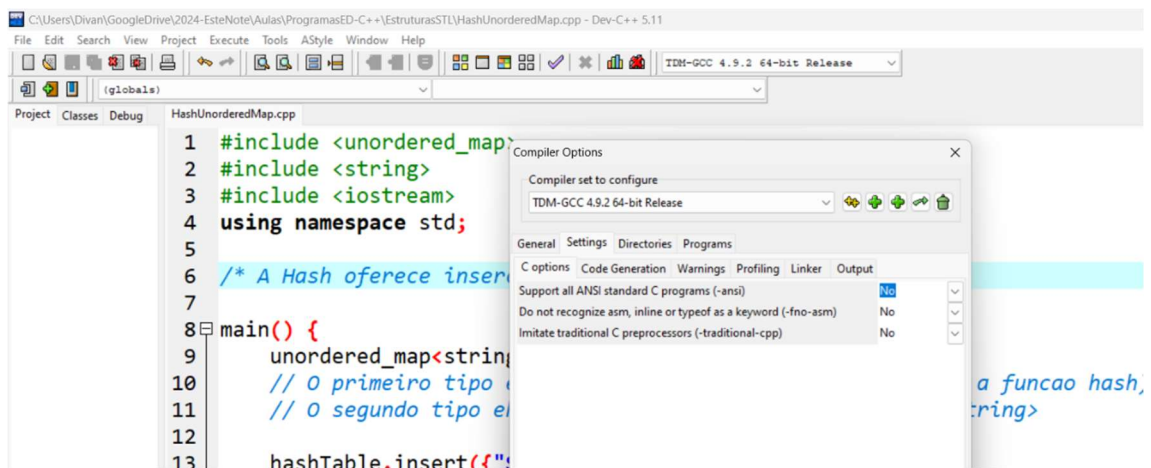 C:\Users\Divan\GoogleDrive\2024-EsteNote\Aulas\ProgramasED-C++\EstruturasSTL\HashUnorderedMap.cpp - Dev-C++ 5.11
File Edit Search View Project Execute Tools AStyle Window Help
TDM-GCC 4.9.2 64-bit Release
(globals)
Project Classes Debug
HashUnorderedMap.cpp
1 #include <unordered_map>
2 #include <string>
3 #include <iostream>
4 using namespace std;
5
6 /* A Hash oferece
7
8 main() {
9 unordered_map<string
10 // O primeiro tipo a funcao hash)
11 // O segundo tipo string>
12
13 hashTable.insert({"
Compiler Options
Compiler set to configure
TDM-GCC 4.9.2 64-bit Release
General Settings Directories Programs
C options Code Generation Warnings Profiling Linker Output
Support all ANSI standard C programs (-ansi) No
Do not recognize asm, inline or typeof as a keyword (-fno-asm) No
Imitate traditional C preprocessors (-traditional-cpp) No